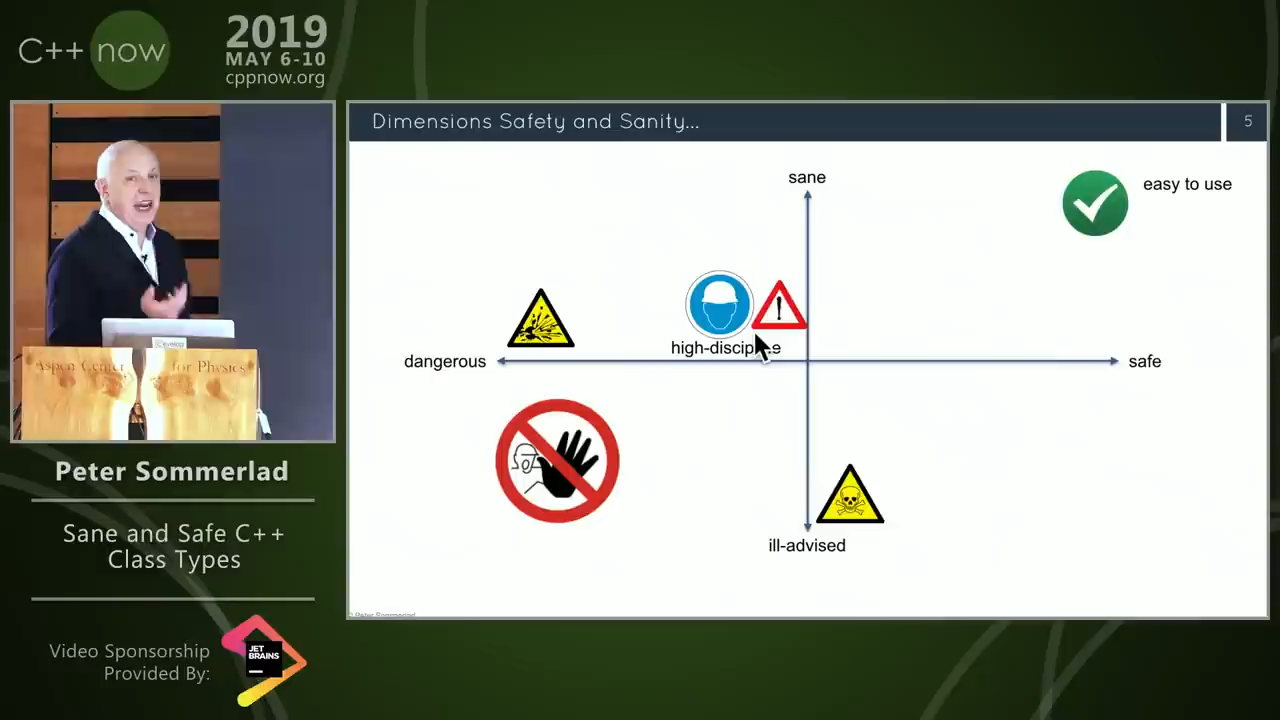 C++ now
2019
MAY 6-10
cppnow.org
Dimensions Safety and Sanity...
5
sane
easy to use
high-discip e
dangerous
safe
ill-advised
© Peter Sommerlad
Aspen Center for Physics
Peter Sommerlad
Sane and Safe C++
Class Types
Video Sponsorship
Provided By:
JET
BRAINS